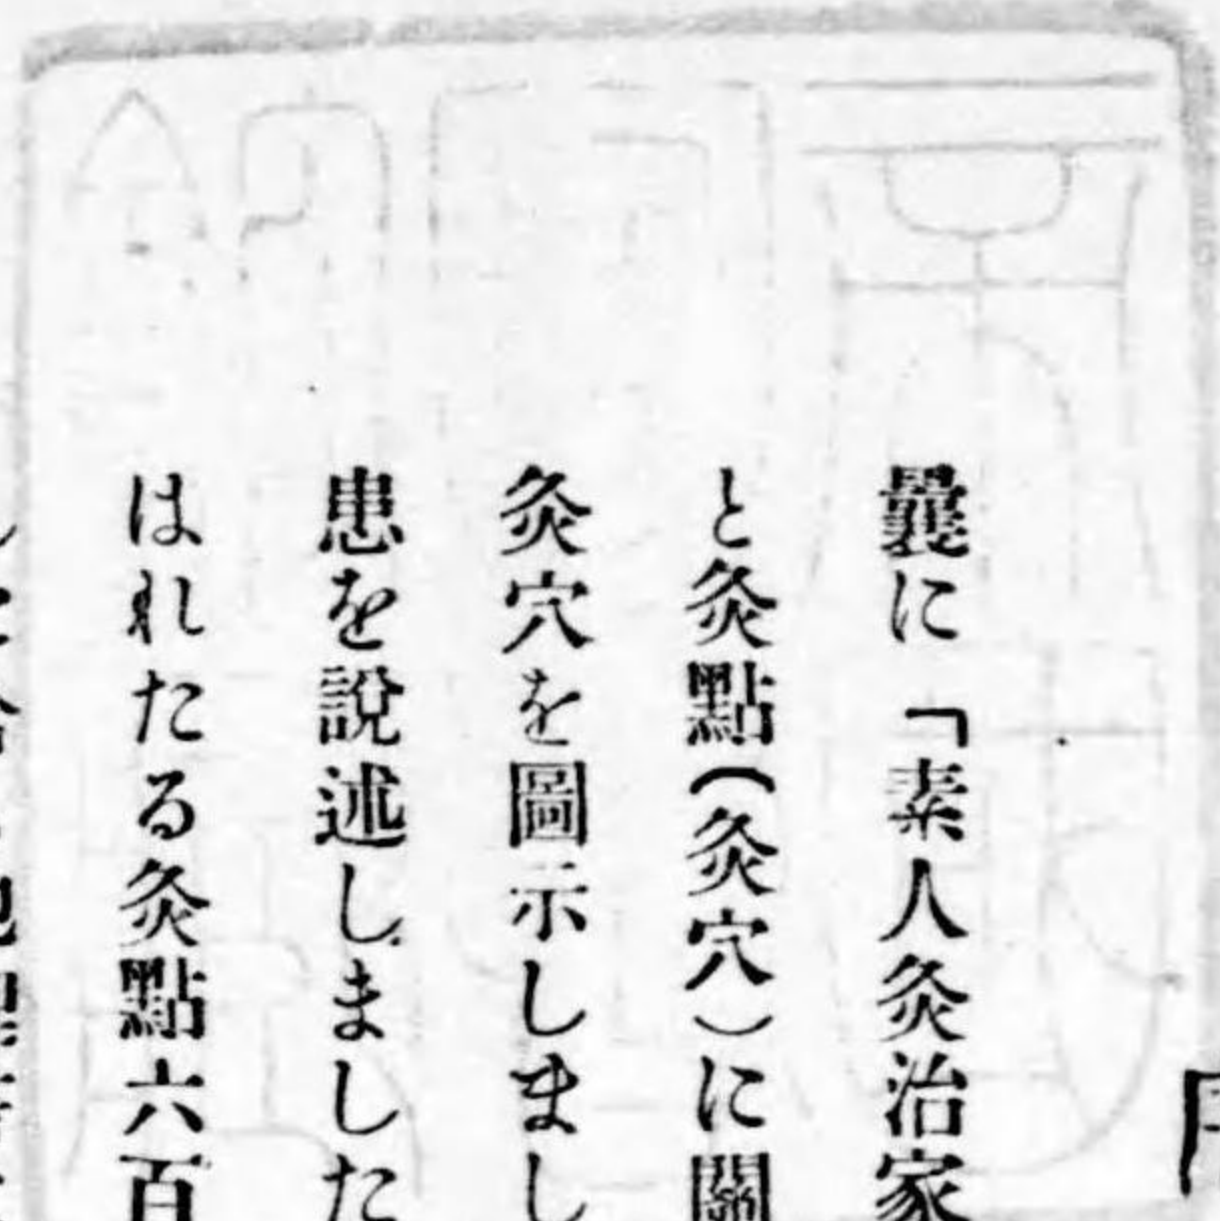 曩に「素人灸治家
と灸點(灸穴)に關
灸穴を圖示しまし
患を說述しました
はれたる灸點六百